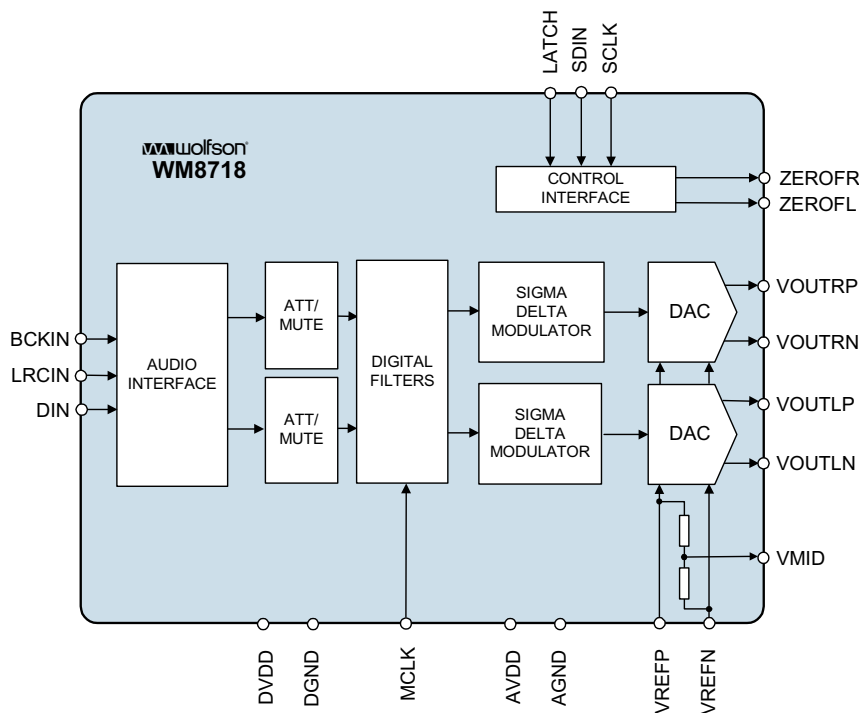 LATCH
SDIN
SCLK
wolfson
WM8718
CONTROL
INTERFACE
ZEROFR
ZEROFL
BCKIN
LRCIN
DIN
AUDIO
INTERFACE
ATT/
MUTE
ATT/
MUTE
DIGITAL
FILTERS
SIGMA
DELTA
MODULATOR
SIGMA
DELTA
MODULATOR
DAC
DAC
VOUTRP
VOUTRN
VOUTLP
VOUTLN
VMID
DVDD
DGND
MCLK
AVDD
AGND
VREFP
VREFN